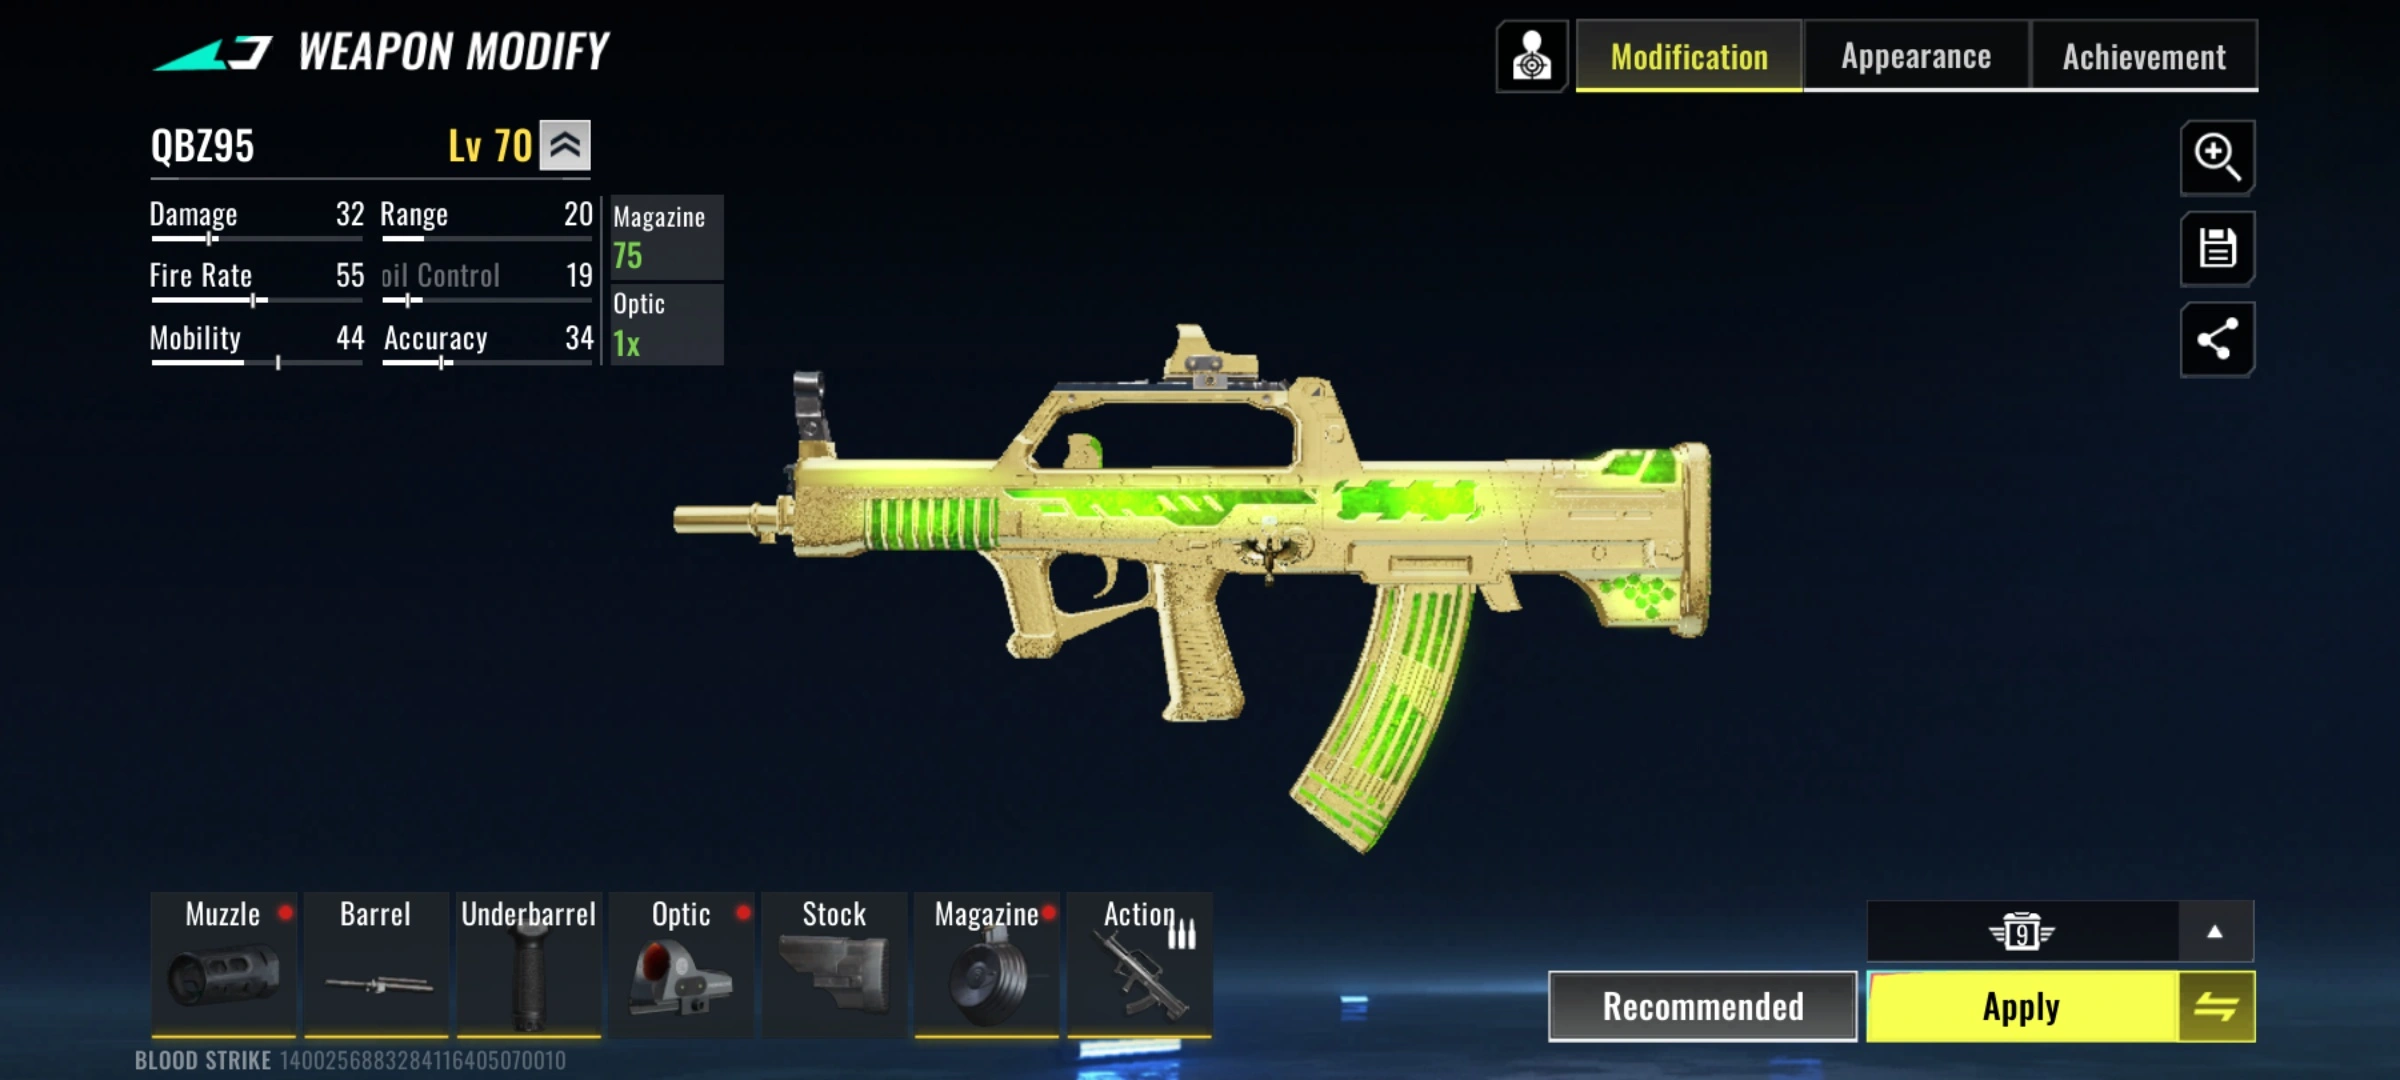 WEAPON MODIFY
Modification
Appearance
Achievement
QBZ95
Lv 70
Damage 32
Range 20
Magazine
75
Fire Rate 55
oil Control 19
Optic
1x
Mobility 44
Accuracy 34
Muzzle
Barrel
Underbarrel
Optic
Stock
Magazine
Action
9
Recommended
Apply
BLOOD STRIKE 1400256883284116405070010